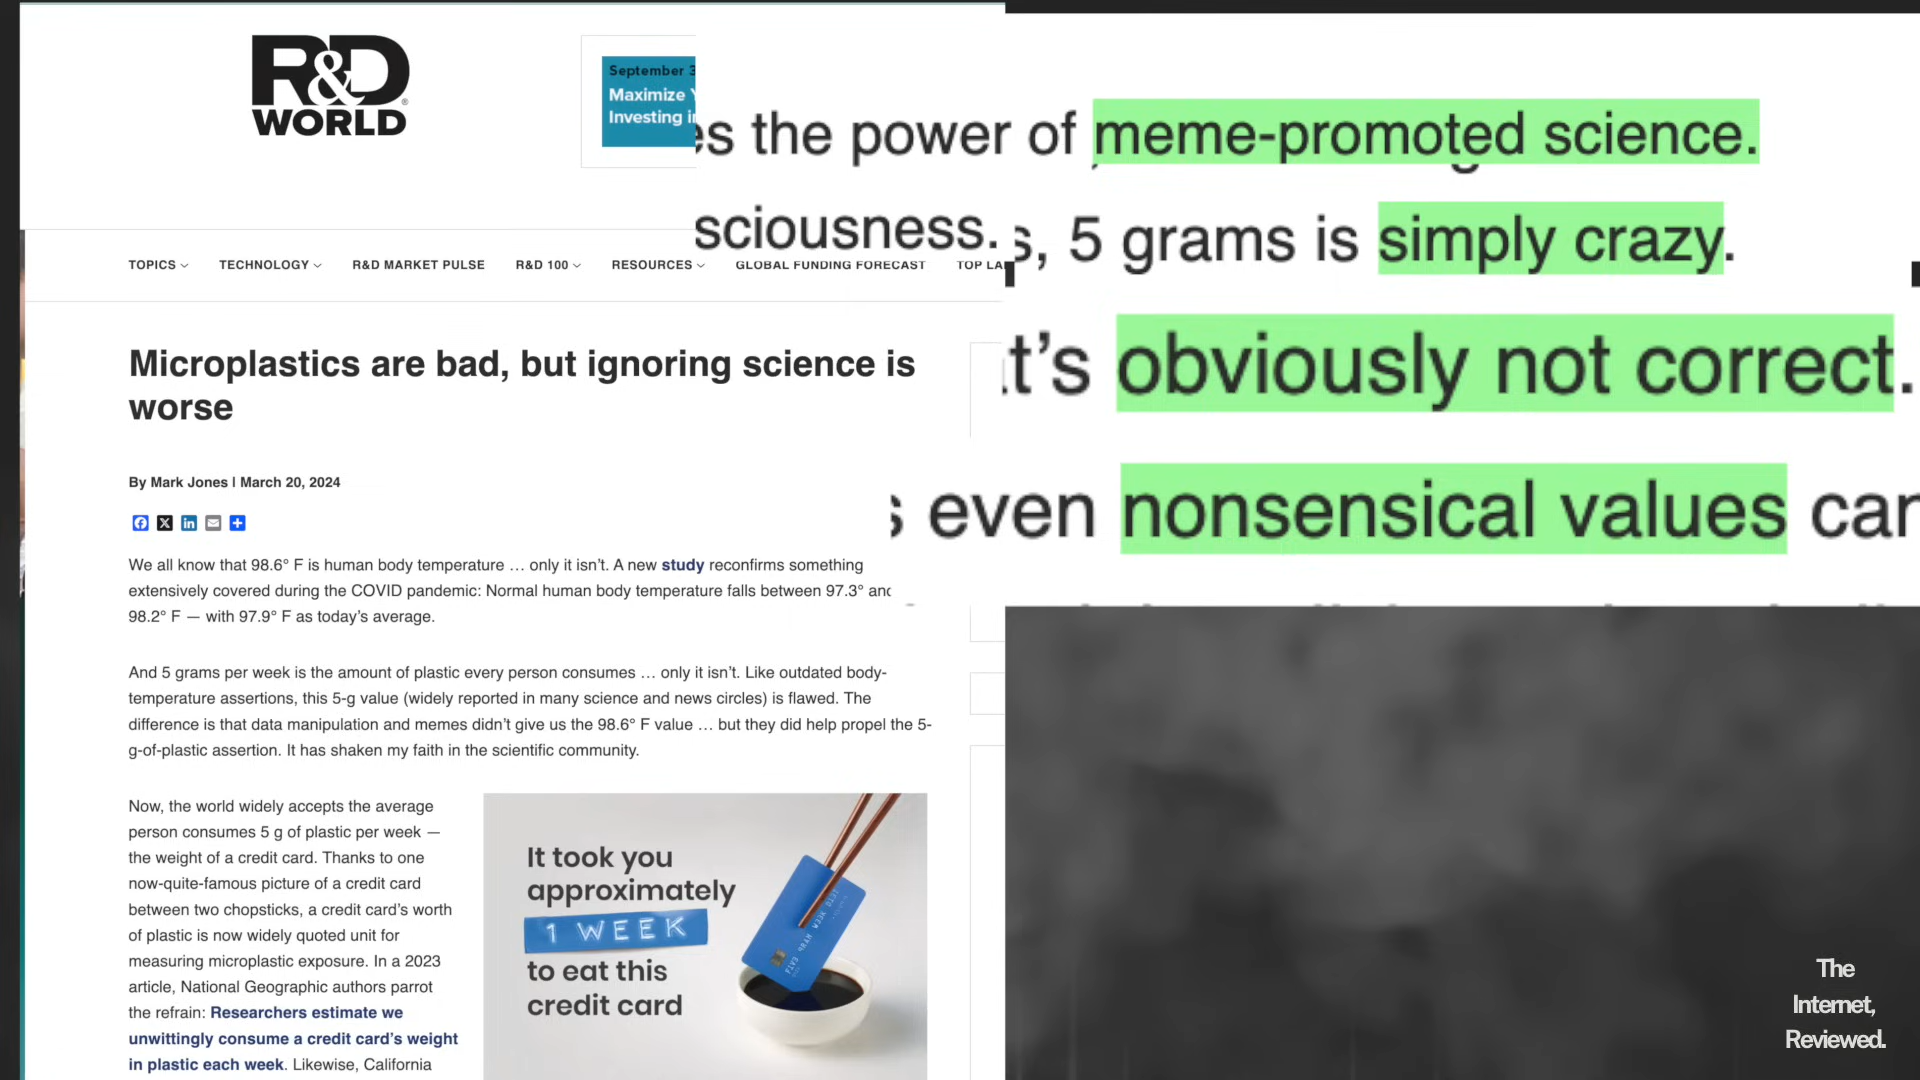 R&D
WORLD
September 3
Maximize
Investing
the power of meme-promoted science.
5 grams is simply crazy.
obviously not correct.
even nonsensical values
TOPICS
TECHNOLOGY
R&D MARKET PULSE
R&D 100
RESOURCES
GLOBAL FUNDING FORECAST
TOP
Microplastics are bad, but ignoring science is
worse
By Mark Jones | March 20, 2024
We all know that 98.6° F is human body temperature … only it isn’t. A new study reconfirms something
extensively covered during the COVID pandemic: Normal human body temperature falls between 97.3° and
98.2° F — with 97.9° F as today’s average.
And 5 grams per week is the amount of plastic every person consumes … only it isn’t. Like outdated body-
temperature assertions, this 5-g value (widely reported in many science and news circles) is flawed. The
difference is that data manipulation and memes didn’t give us the 98.6° F value … but they did help propel the 5-
g-of-plastic assertion. It has shaken my faith in the scientific community.
Now, the world widely accepts the average
person consumes 5 g of plastic per week —
the weight of a credit card. Thanks to one
now-quite-famous picture of a credit card
between two chopsticks, a credit card’s worth
of plastic is now widely quoted unit for
measuring microplastic exposure. In a 2023
article, National Geographic authors parrot
the refrain: Researchers estimate we
unwittingly consume a credit card’s weight
in plastic each week. Likewise, California
It took you
approximately
1 WEEK
to eat this
credit card
The
Internet,
Reviewed.